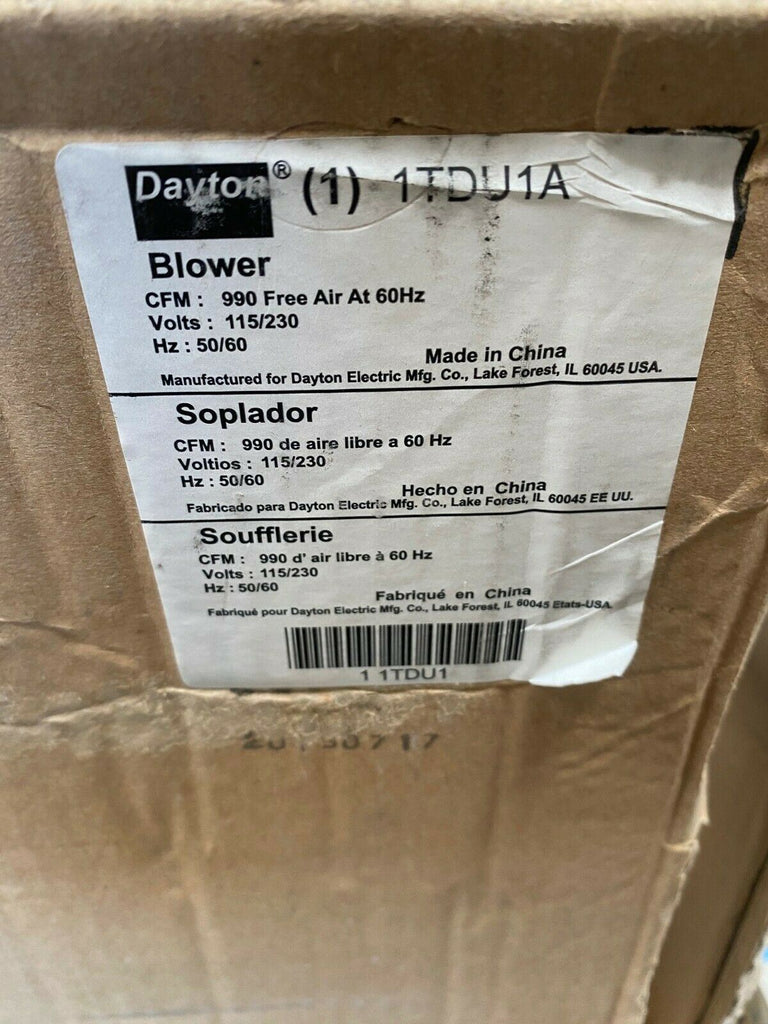 Dayton® (1) 1TDU1A
Blower
CFM : 990 Free Air At 60Hz
Volts : 115/230
Hz : 50/60
Made in China
Manufactured for Dayton Electric Mfg. Co., Lake Forest, IL 60045 USA.
Soplador
CFM : 990 de aire libre a 60 Hz
Voltios : 115/230
Hz : 50/60
Hecho en China
Fabricado para Dayton Electric Mfg. Co., Lake Forest, IL 60045 EE UU.
Soufflerie
CFM : 990 d' air libre à 60 Hz
Volts : 115/230
Hz : 50/60
Fabriqué en China
Fabriqué pour Dayton Electric Mfg. Co., Lake Forest, IL 60045 Etats-USA.
1 1TDU1